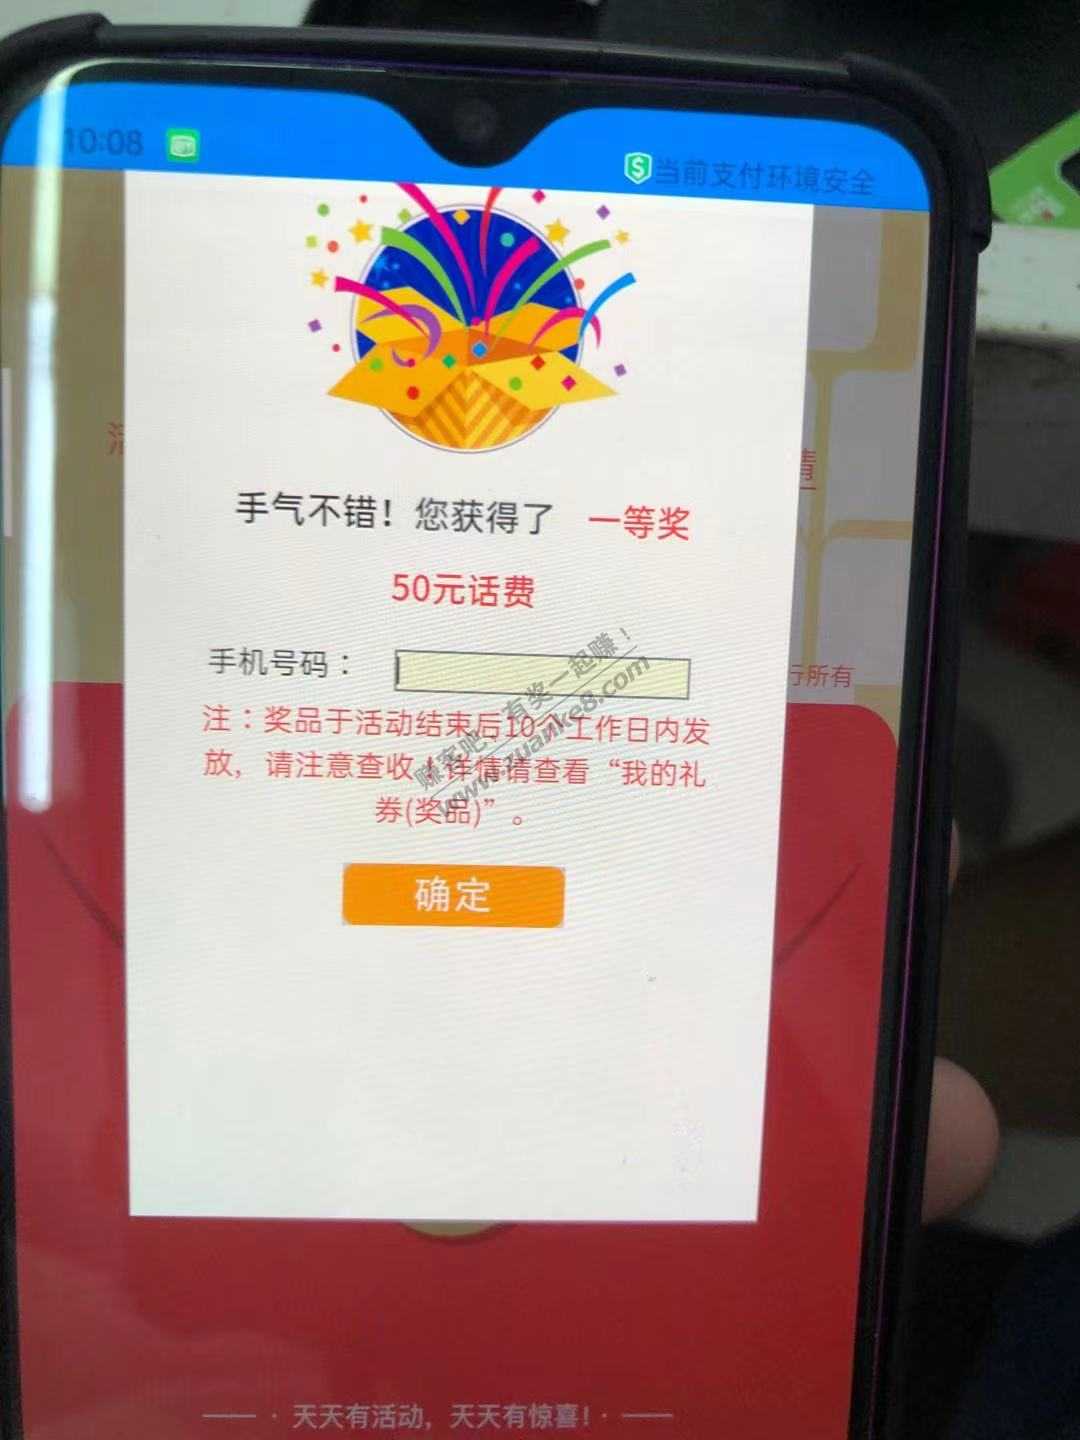 10:08
当前支付环境安全
手气不错！您获得了 一等奖
50元话费
手机号码：
行所有
注：奖品于活动结束后10个工作日内发
放，请注意查收！详情请查看“我的礼
券(奖品)”。
赚客吧，有奖一起赚！
www.zuanke8.com
确定
天天有活动，天天有惊喜！